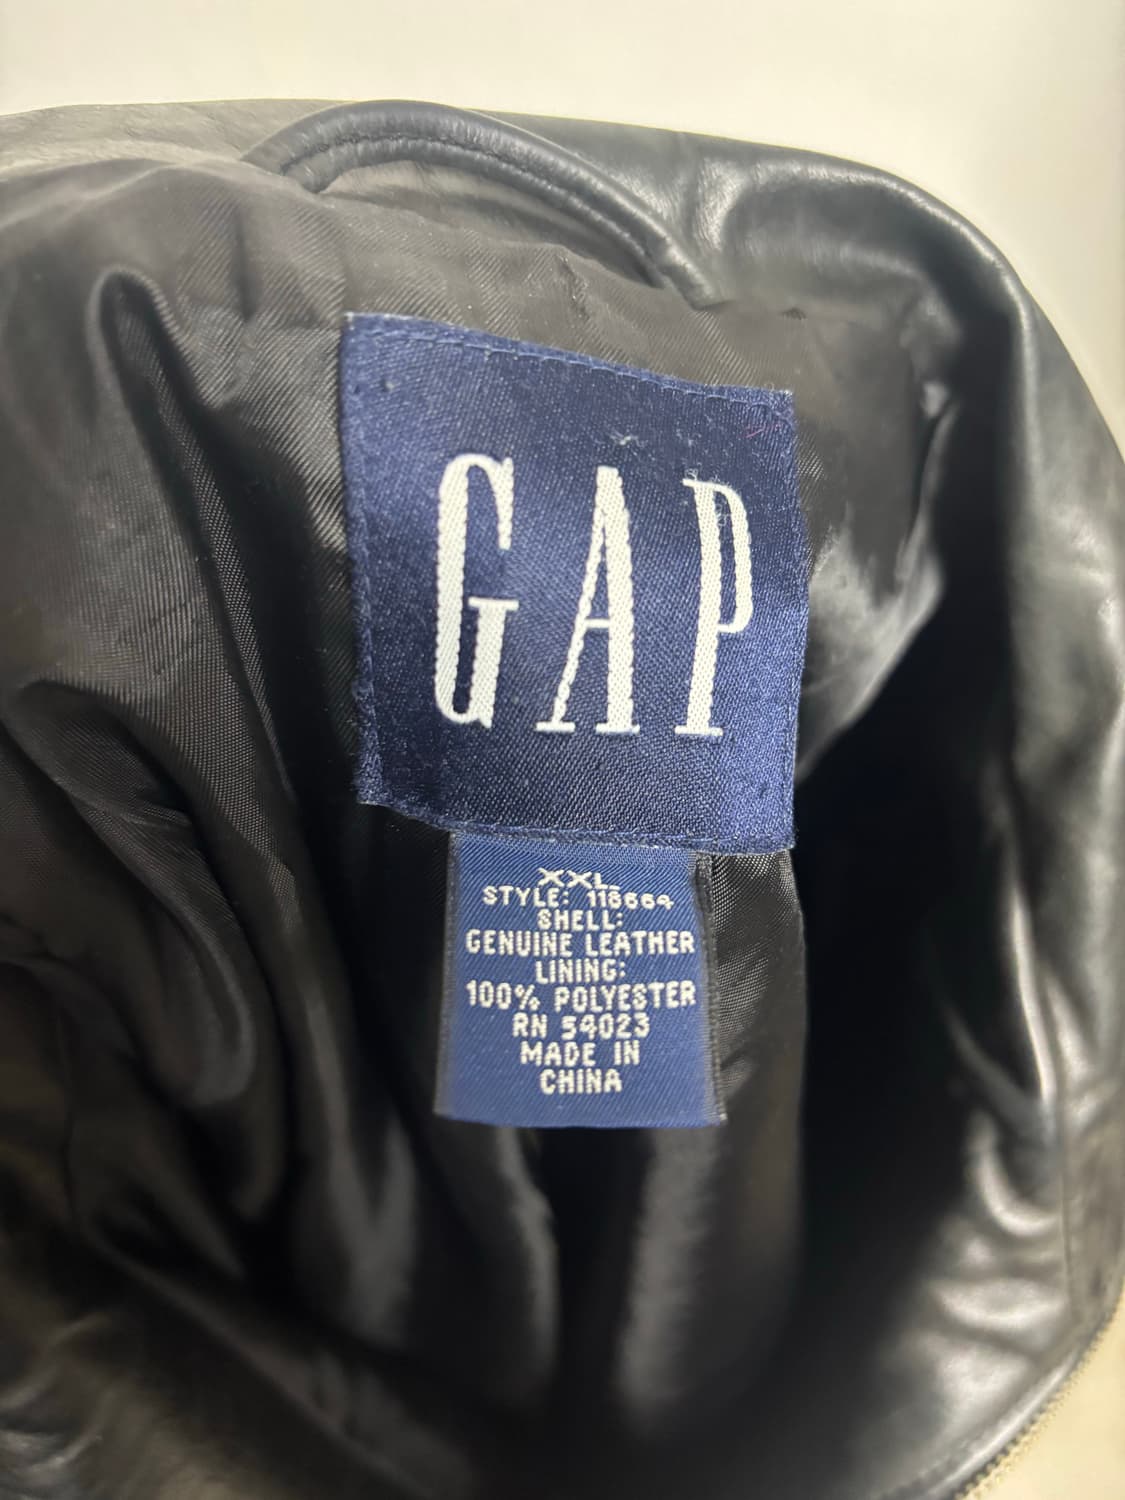 GAP
XXL
STYLE: 118664
SHELL:
GENUINE LEATHER
LINING:
100% POLYESTER
RN 54023
MADE IN
CHINA